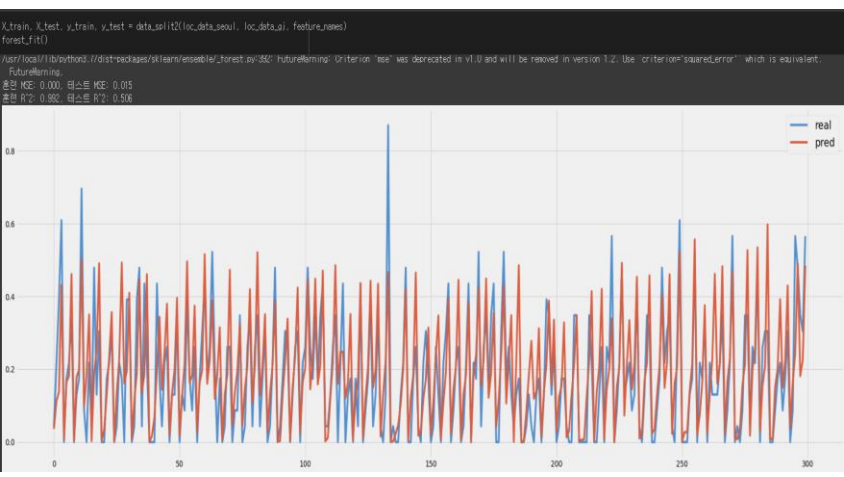 X_train, X_test, y_train, y_test = data_split2(loc_data_seoul, loc_data_gi, feature_names)
forest_fit()
/usr/local/lib/python3.7/dist-packages/sklearn/ensemble/_forest.py:392: FutureWarning: Criterion 'mse' was deprecated in v1.0 and will be removed in version 1.2. Use `criterion='squared_error'` which is equivalent.
FutureWarning,
훈련 MSE: 0.000, 테스트 MSE: 0.015
훈련 R^2: 0.992, 테스트 R^2: 0.506
real
pred
0.8
0.6
0.4
0.2
0.0
0 50 100 150 200 250 300